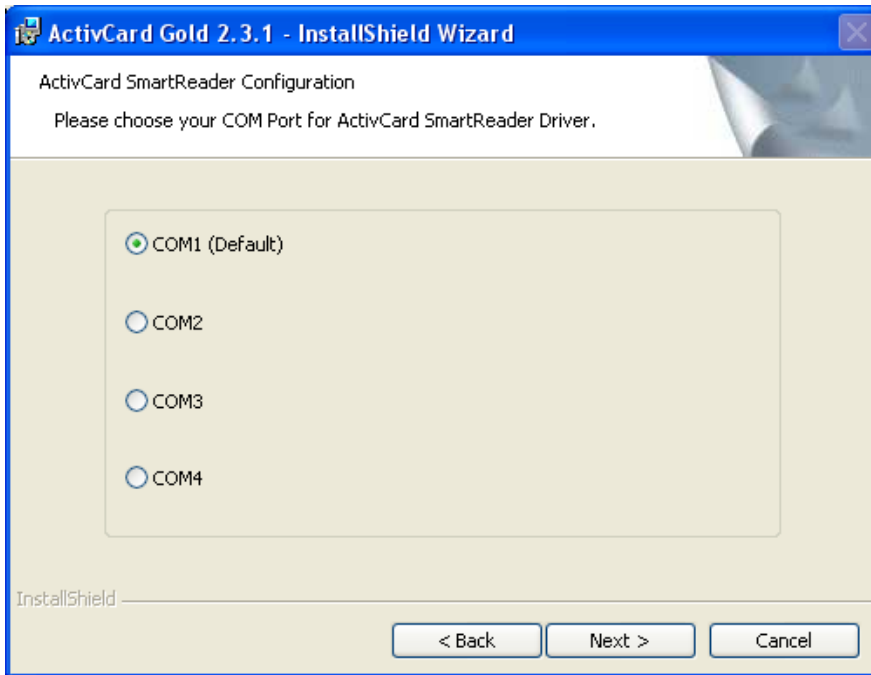 ActivCard Gold 2.3.1 - InstallShield Wizard
ActivCard SmartReader Configuration
Please choose your COM Port for ActivCard SmartReader Driver.
COM1 (Default)
COM2
COM3
COM4
InstallShield
< Back Next > Cancel